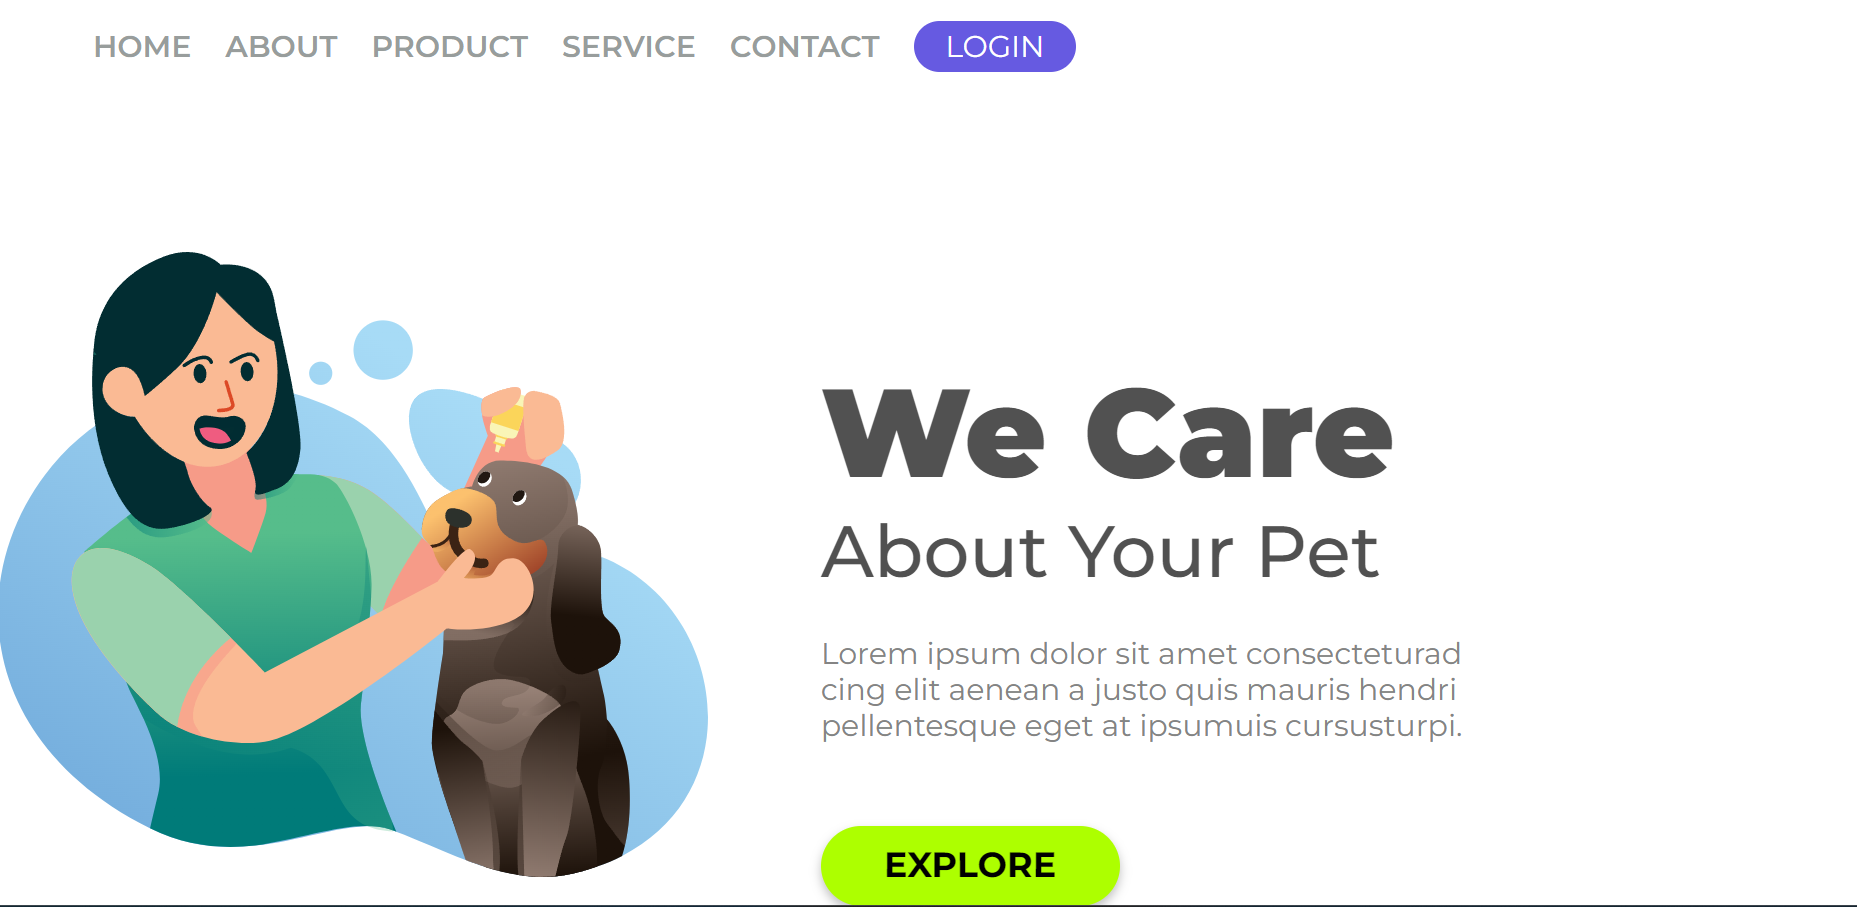 HOME ABOUT PRODUCT SERVICE CONTACT LOGIN
We Care
About Your Pet
Lorem ipsum dolor sit amet consecteturad
cing elit aenean a justo quis mauris hendri
pellentesque eget at ipsumuis cursusturpi.
EXPLORE